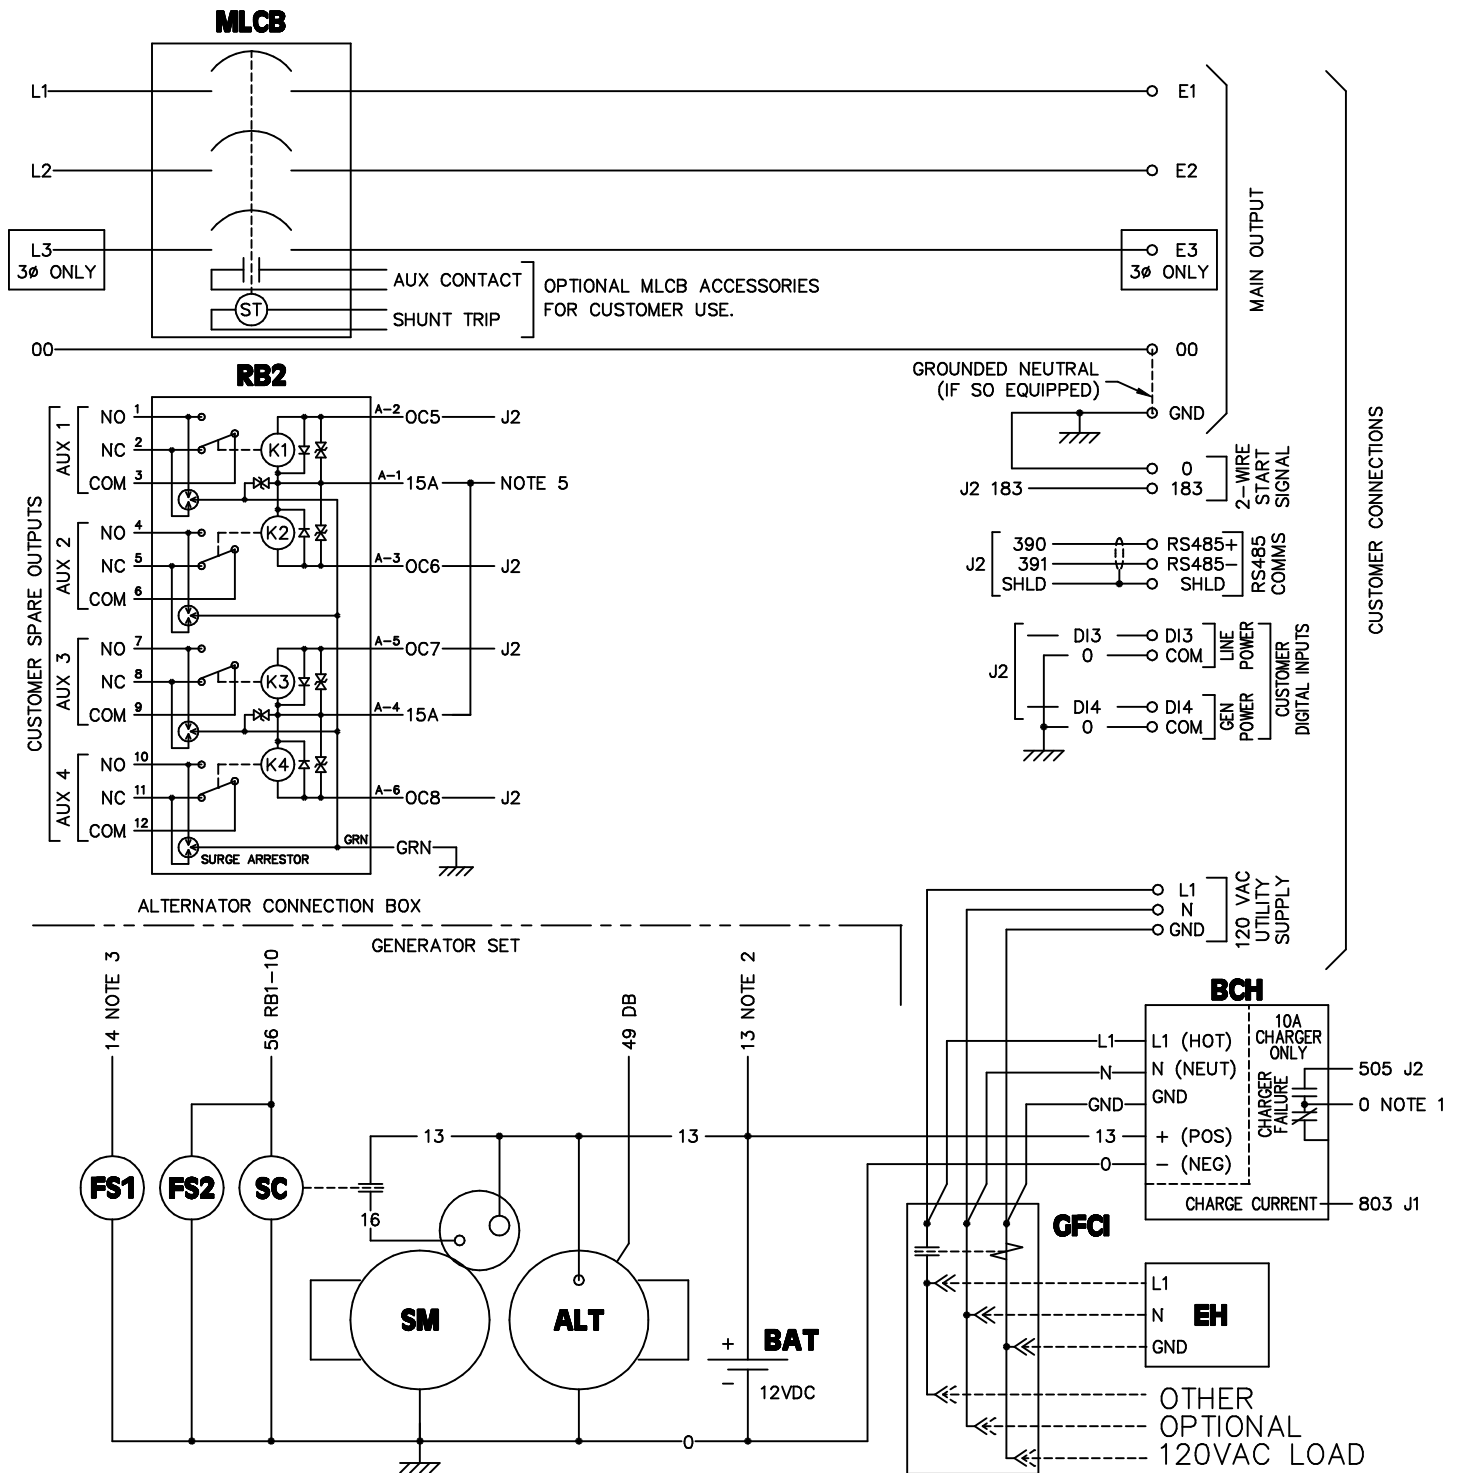 MLCB
L1
E1
L2
E2
L3
3ø ONLY
E3
3ø ONLY
MAIN OUTPUT
AUX CONTACT
ST
SHUNT TRIP
OPTIONAL MLCB ACCESSORIES
FOR CUSTOMER USE.
00
00
GROUNDED NEUTRAL
(IF SO EQUIPPED)
GND
CUSTOMER CONNECTIONS
0
J2 183
183
2-WIRE
START
SIGNAL
J2
390
391
SHLD
RS485+
RS485-
SHLD
RS485
COMMS
J2
DI3
DI3
0
COM
LINE
POWER
DI4
DI4
0
COM
GEN
POWER
CUSTOMER
DIGITAL INPUTS
RB2
CUSTOMER SPARE OUTPUTS
AUX 1
NO 1
NC 2
COM 3
K1
A-2 OC5 J2
A-1 15A NOTE 5
AUX 2
NO 4
NC 5
COM 6
K2
A-3 OC6 J2
AUX 3
NO 7
NC 8
COM 9
K3
A-5 OC7 J2
A-4 15A
AUX 4
NO 10
NC 11
COM 12
K4
A-6 OC8 J2
GRN GRN
SURGE ARRESTOR
ALTERNATOR CONNECTION BOX
GENERATOR SET
L1
N
GND
120 VAC
UTILITY
SUPPLY
14 NOTE 3
56 RB1-10
49 DB
13 NOTE 2
BCH
L1
L1 (HOT)
N
N (NEUT)
GND
GND
13
+ (POS)
0
- (NEG)
10A
CHARGER
ONLY
CHARGER
FAILURE
505 J2
0 NOTE 1
CHARGE CURRENT
803 J1
13
13
FS1
FS2
SC
16
SM
ALT
+
BAT
-
12VDC
0
GFCI
L1
N
GND
EH
OTHER
OPTIONAL
120VAC LOAD